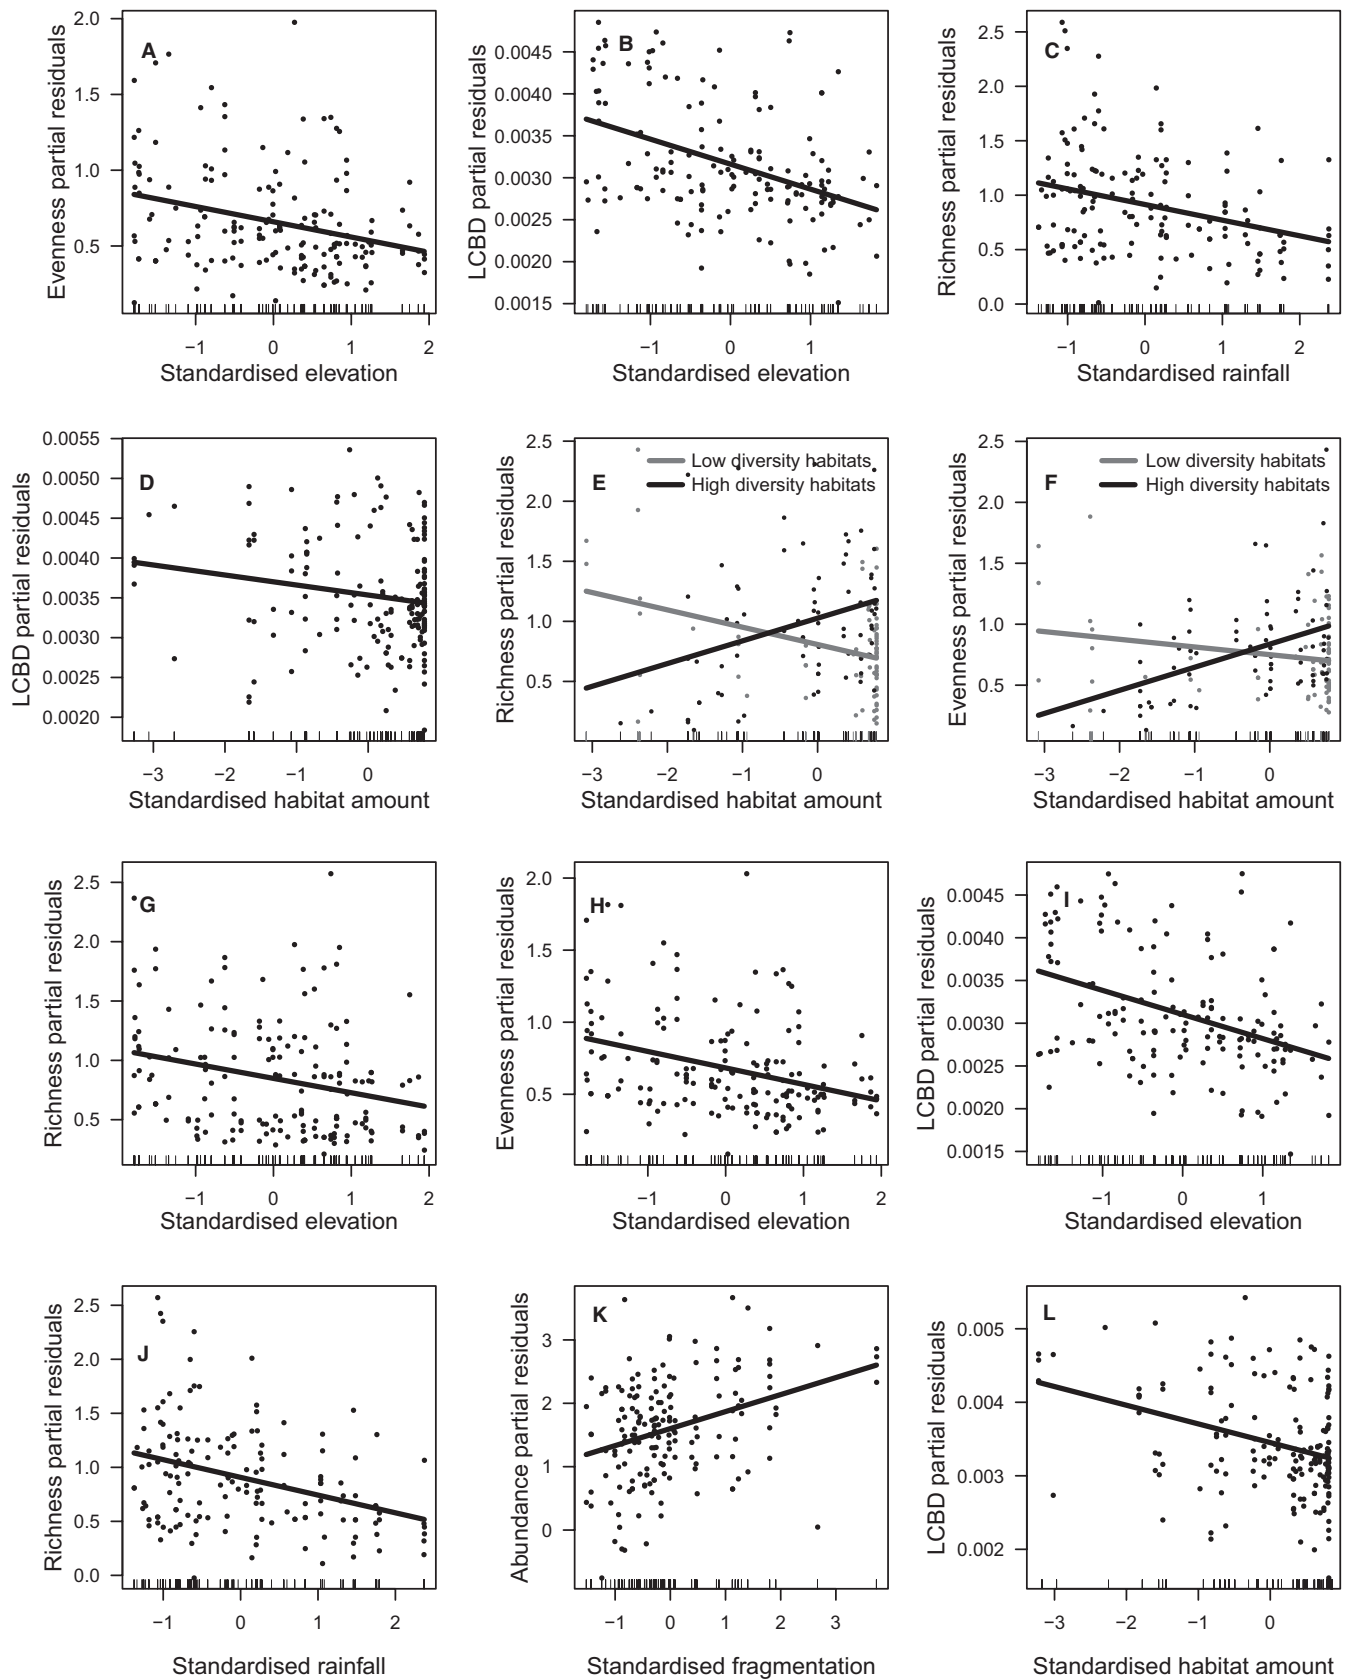 A
Evenness partial residuals
2.0
1.5
1.0
0.5
−1 0 1 2
Standardised elevation
B
LCBD partial residuals
0.0045
0.0040
0.0035
0.0030
0.0025
0.0020
0.0015
−1 0 1
Standardised elevation
C
Richness partial residuals
2.5
2.0
1.5
1.0
0.5
0.0
−1 0 1 2
Standardised rainfall
D
LCBD partial residuals
0.0055
0.0050
0.0045
0.0040
0.0035
0.0030
0.0025
0.0020
−3 −2 −1 0
Standardised habitat amount
E
Low diversity habitats
High diversity habitats
Richness partial residuals
2.5
2.0
1.5
1.0
0.5
−3 −2 −1 0
Standardised habitat amount
F
Low diversity habitats
High diversity habitats
Evenness partial residuals
2.5
2.0
1.5
1.0
0.5
−3 −2 −1 0
Standardised habitat amount
G
Richness partial residuals
2.5
2.0
1.5
1.0
0.5
−1 0 1 2
Standardised elevation
H
Evenness partial residuals
2.0
1.5
1.0
0.5
−1 0 1 2
Standardised elevation
I
LCBD partial residuals
0.0045
0.0040
0.0035
0.0030
0.0025
0.0020
0.0015
−1 0 1
Standardised elevation
J
Richness partial residuals
2.5
2.0
1.5
1.0
0.5
0.0
−1 0 1 2
Standardised rainfall
K
Abundance partial residuals
3
2
1
0
−1 0 1 2 3
Standardised fragmentation
L
LCBD partial residuals
0.005
0.004
0.003
0.002
−3 −2 −1 0
Standardised habitat amount